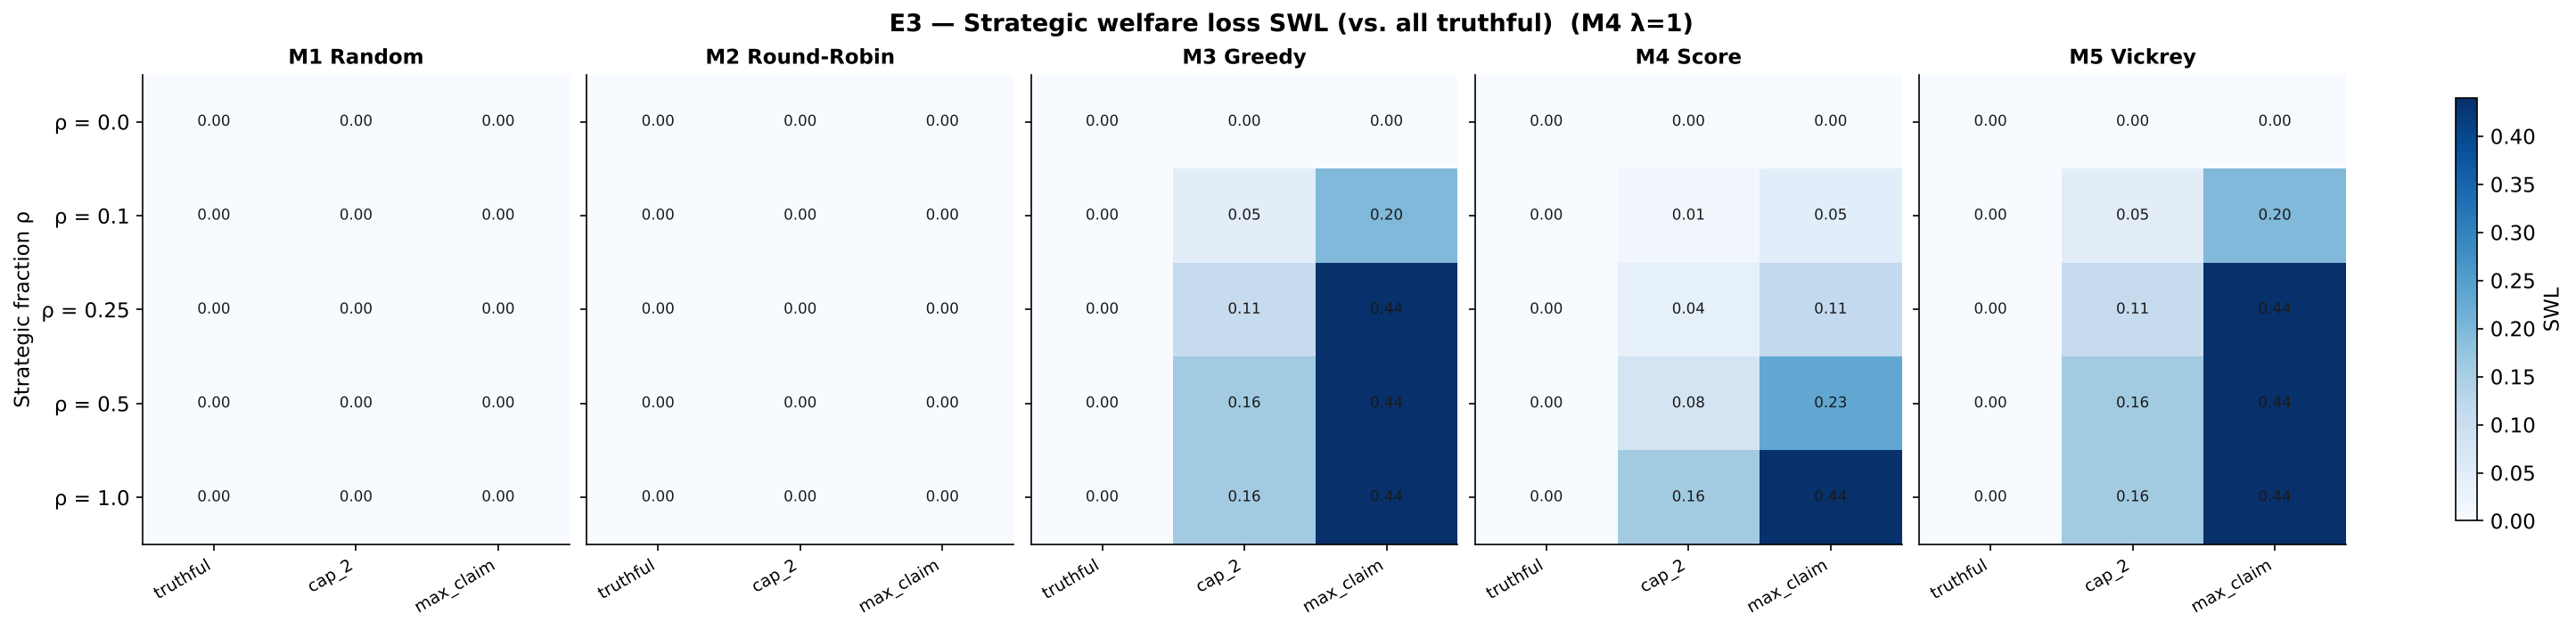 E3 — Strategic welfare loss SWL (vs. all truthful)  (M4 λ=1)
M1 Random
M2 Round-Robin
M3 Greedy
M4 Score
M5 Vickrey
Strategic fraction ρ
ρ = 0.0
0.00 0.00 0.00 0.00 0.00 0.00 0.00 0.00 0.00 0.00 0.00 0.00 0.00 0.00 0.00
ρ = 0.1
0.00 0.00 0.00 0.00 0.00 0.00 0.00 0.05 0.20 0.00 0.01 0.05 0.00 0.05 0.20
ρ = 0.25
0.00 0.00 0.00 0.00 0.00 0.00 0.00 0.11 0.44 0.00 0.04 0.11 0.00 0.11 0.44
ρ = 0.5
0.00 0.00 0.00 0.00 0.00 0.00 0.00 0.16 0.44 0.00 0.08 0.23 0.00 0.16 0.44
ρ = 1.0
0.00 0.00 0.00 0.00 0.00 0.00 0.00 0.16 0.44 0.00 0.16 0.44 0.00 0.16 0.44
truthful cap_2 max_claim truthful cap_2 max_claim truthful cap_2 max_claim truthful cap_2 max_claim truthful cap_2 max_claim
0.40
0.35
0.30
0.25
0.20
0.15
0.10
0.05
0.00
SWL